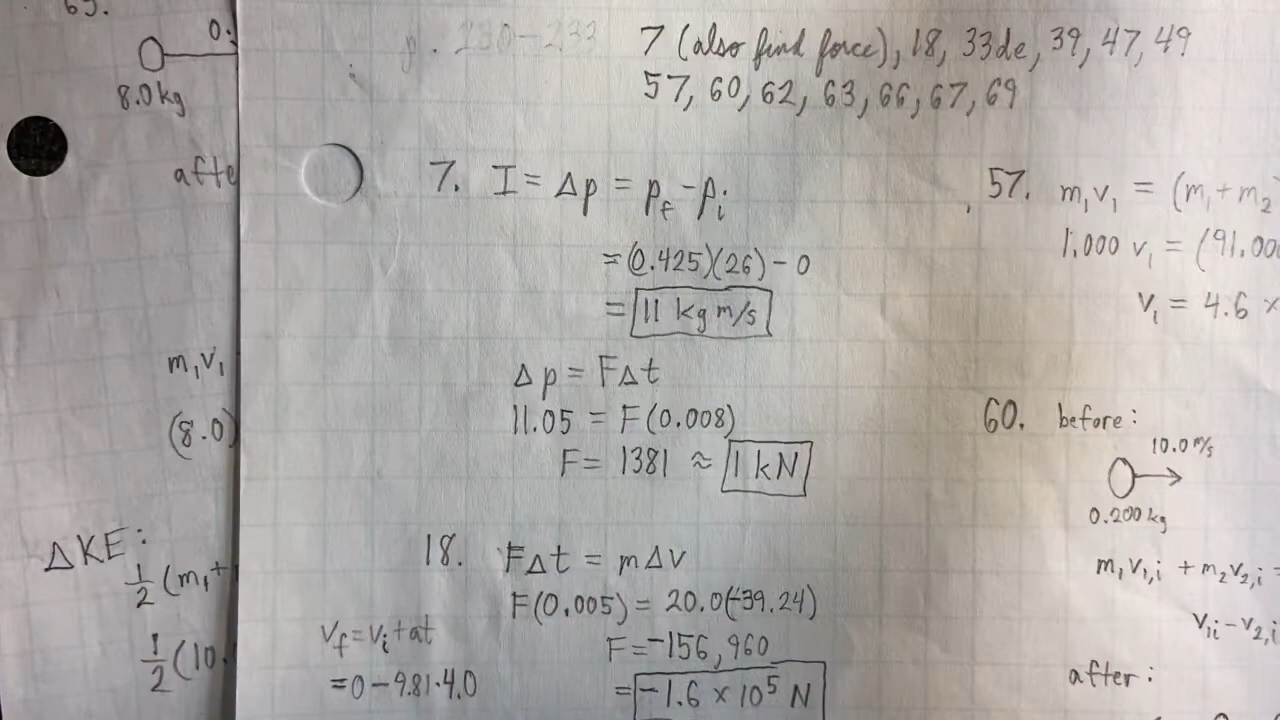 65.
0.
8.0 kg
afte
m₁v₁
(8.0)
ΔKE:
½ (m₁ +
½ (10.
p. 230-233
7 (also find force), 18, 33de, 39, 47, 49
57, 60, 62, 63, 66, 67, 69
7. I = Δp = p_f - p_i
= (0.425)(26) - 0
= 11 kg m/s
Δp = FΔt
11.05 = F(0.008)
F = 1381 ≈ 1 kN
18. FΔt = mΔv
F(0.005) = 20.0(-39.24)
v_f = v_i + at
= 0 - 9.81·4.0
F = -156,960
= -1.6 × 10⁵ N
57. m₁v₁ = (m₁ + m₂
1.000 v₁ = (91.00
v₁ = 4.6 ×
60. before:
10.0 m/s
0.200 kg
m₁v₁,i + m₂v₂,i =
v₁i - v₂,i
after: